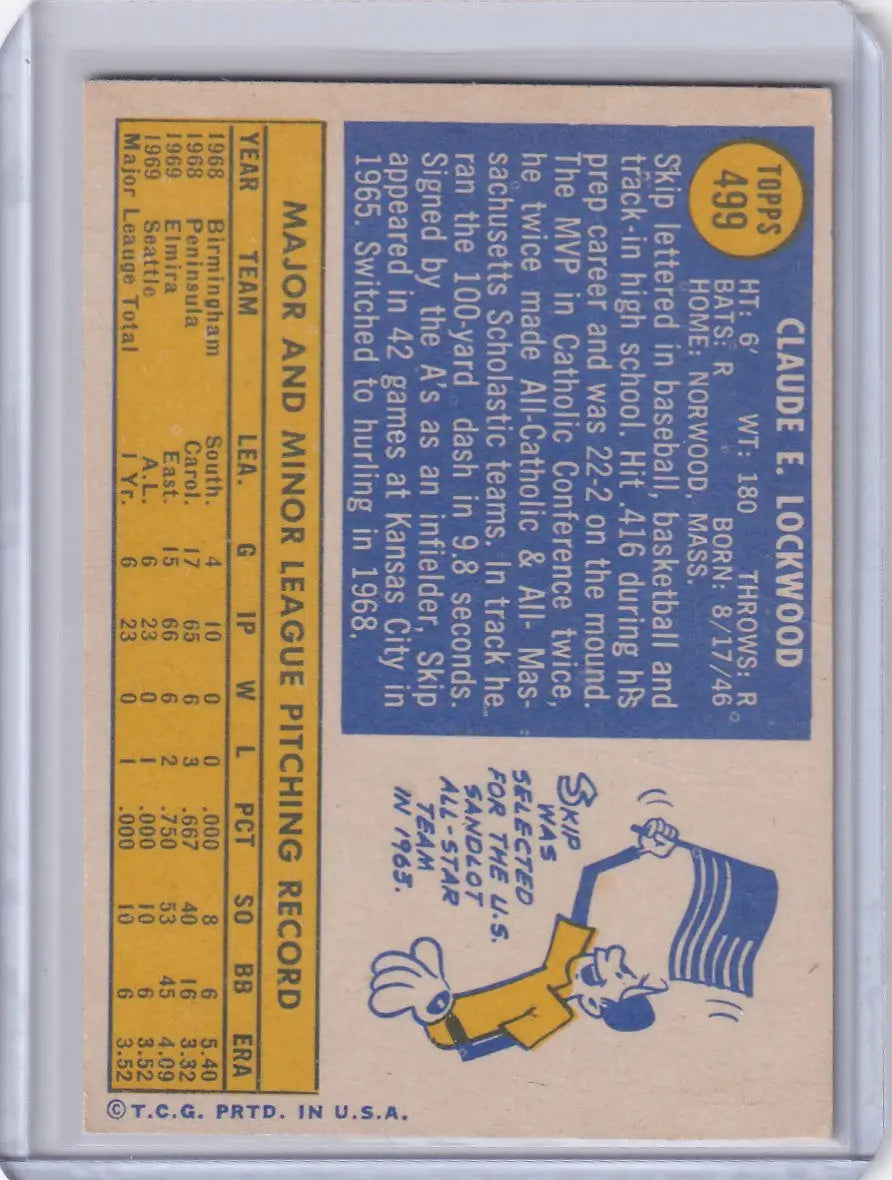 TOPPS
499
CLAUDE E. LOCKWOOD
HT: 6' WT: 180 THROWS: R
BATS: R BORN: 8/17/46
HOME: NORWOOD, MASS.
Skip lettered in baseball, basketball and
track in high school. Hit .416 during his
prep career and was 22-2 on the mound.
The MVP in Catholic Conference twice,
he twice made All-Catholic & All- Mas-
sachusetts Scholastic teams. In track he
ran the 100-yard dash in 9.8 seconds.
Signed by the A's as an infielder, Skip
appeared in 42 games at Kansas City in
1965. Switched to hurling in 1968.
SKIP
WAS
SELECTED
FOR THE U.S.
SANDLOT
ALL-STAR
TEAM
IN 1963.
MAJOR AND MINOR LEAGUE PITCHING RECORD
YEAR TEAM LEA. G IP W L PCT SO BB ERA
1968 Birmingham South. 4 10 0 0 .000 8 6 5.40
1968 Peninsula Carol. 17 65 6 3 .667 40 16 3.32
1969 Elmira East. 15 66 6 2 .750 53 45 4.09
1969 Seattle A.L. 6 23 0 1 .000 10 6 3.52
Major Leauge Total 1 Yr. 6 23 0 1 .000 10 6 3.52
©T.C.G. PRTD. IN U.S.A.